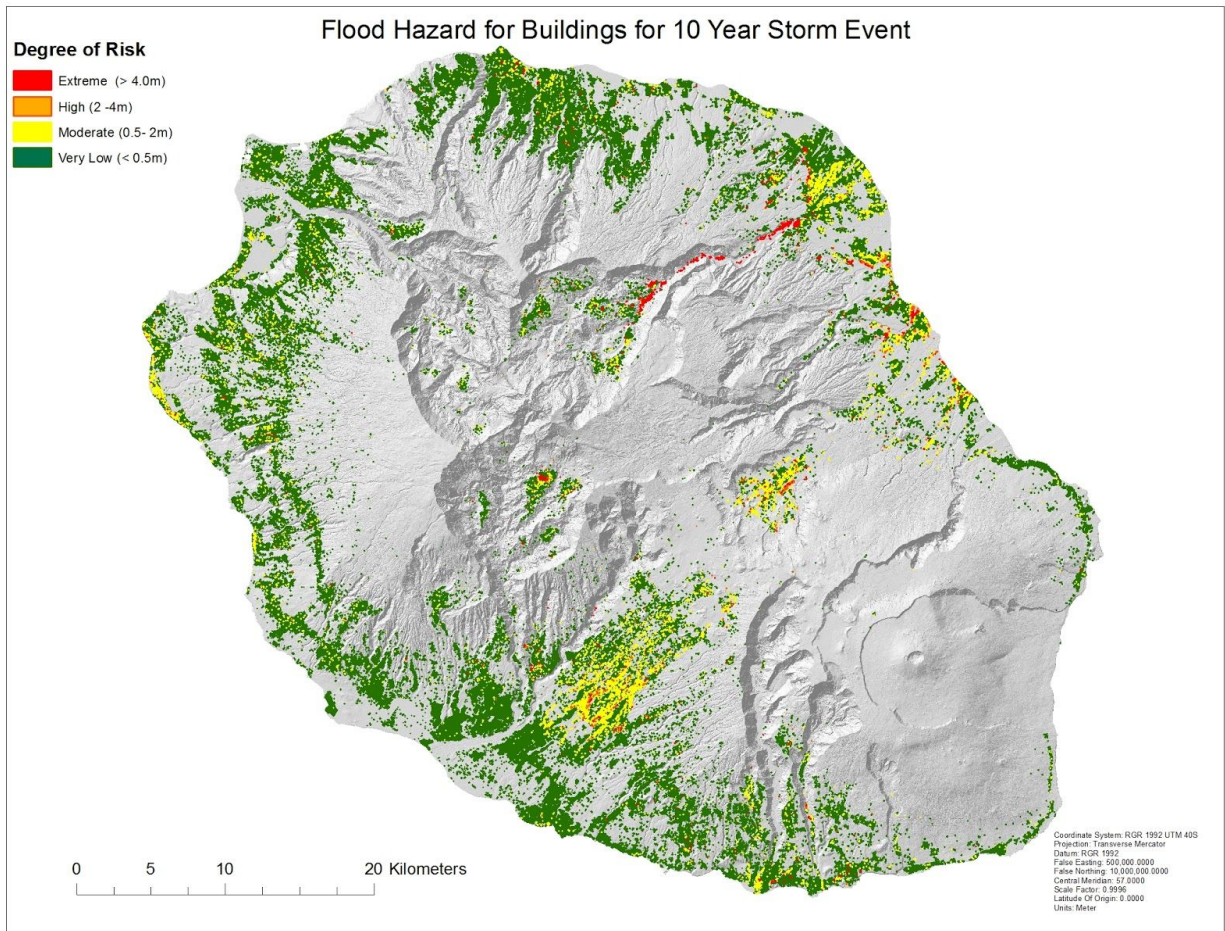 Flood Hazard for Buildings for 10 Year Storm Event
Degree of Risk
Extreme (> 4.0m)
High (2 -4m)
Moderate (0.5- 2m)
Very Low (< 0.5m)
0 5 10 20 Kilometers
Coordinate System: RGR 1992 UTM 40S
Projection: Transverse Mercator
Datum: RGR 1992
False Easting: 500,000.0000
False Northing: 10,000,000.0000
Central Meridian: 57.0000
Scale Factor: 0.9996
Latitude Of Origin: 0.0000
Units: Meter